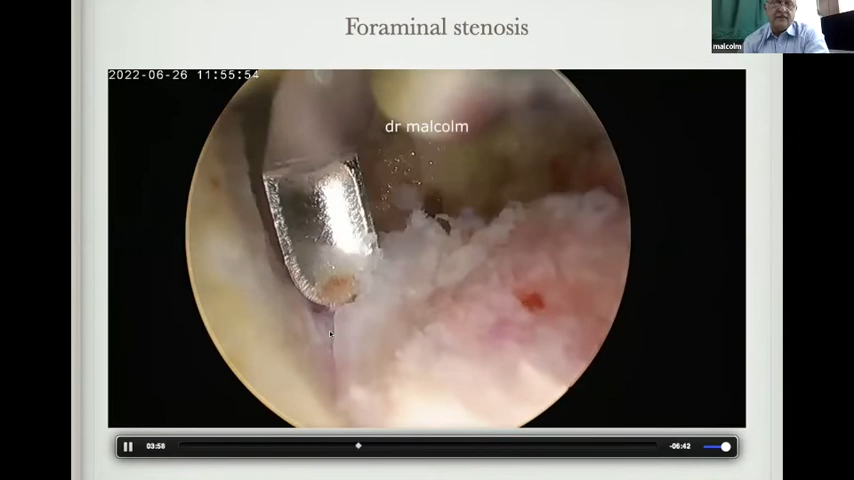 Foraminal stenosis
malcolm
2022-06-26 11:55:54
dr malcolm
03:58
-06:42